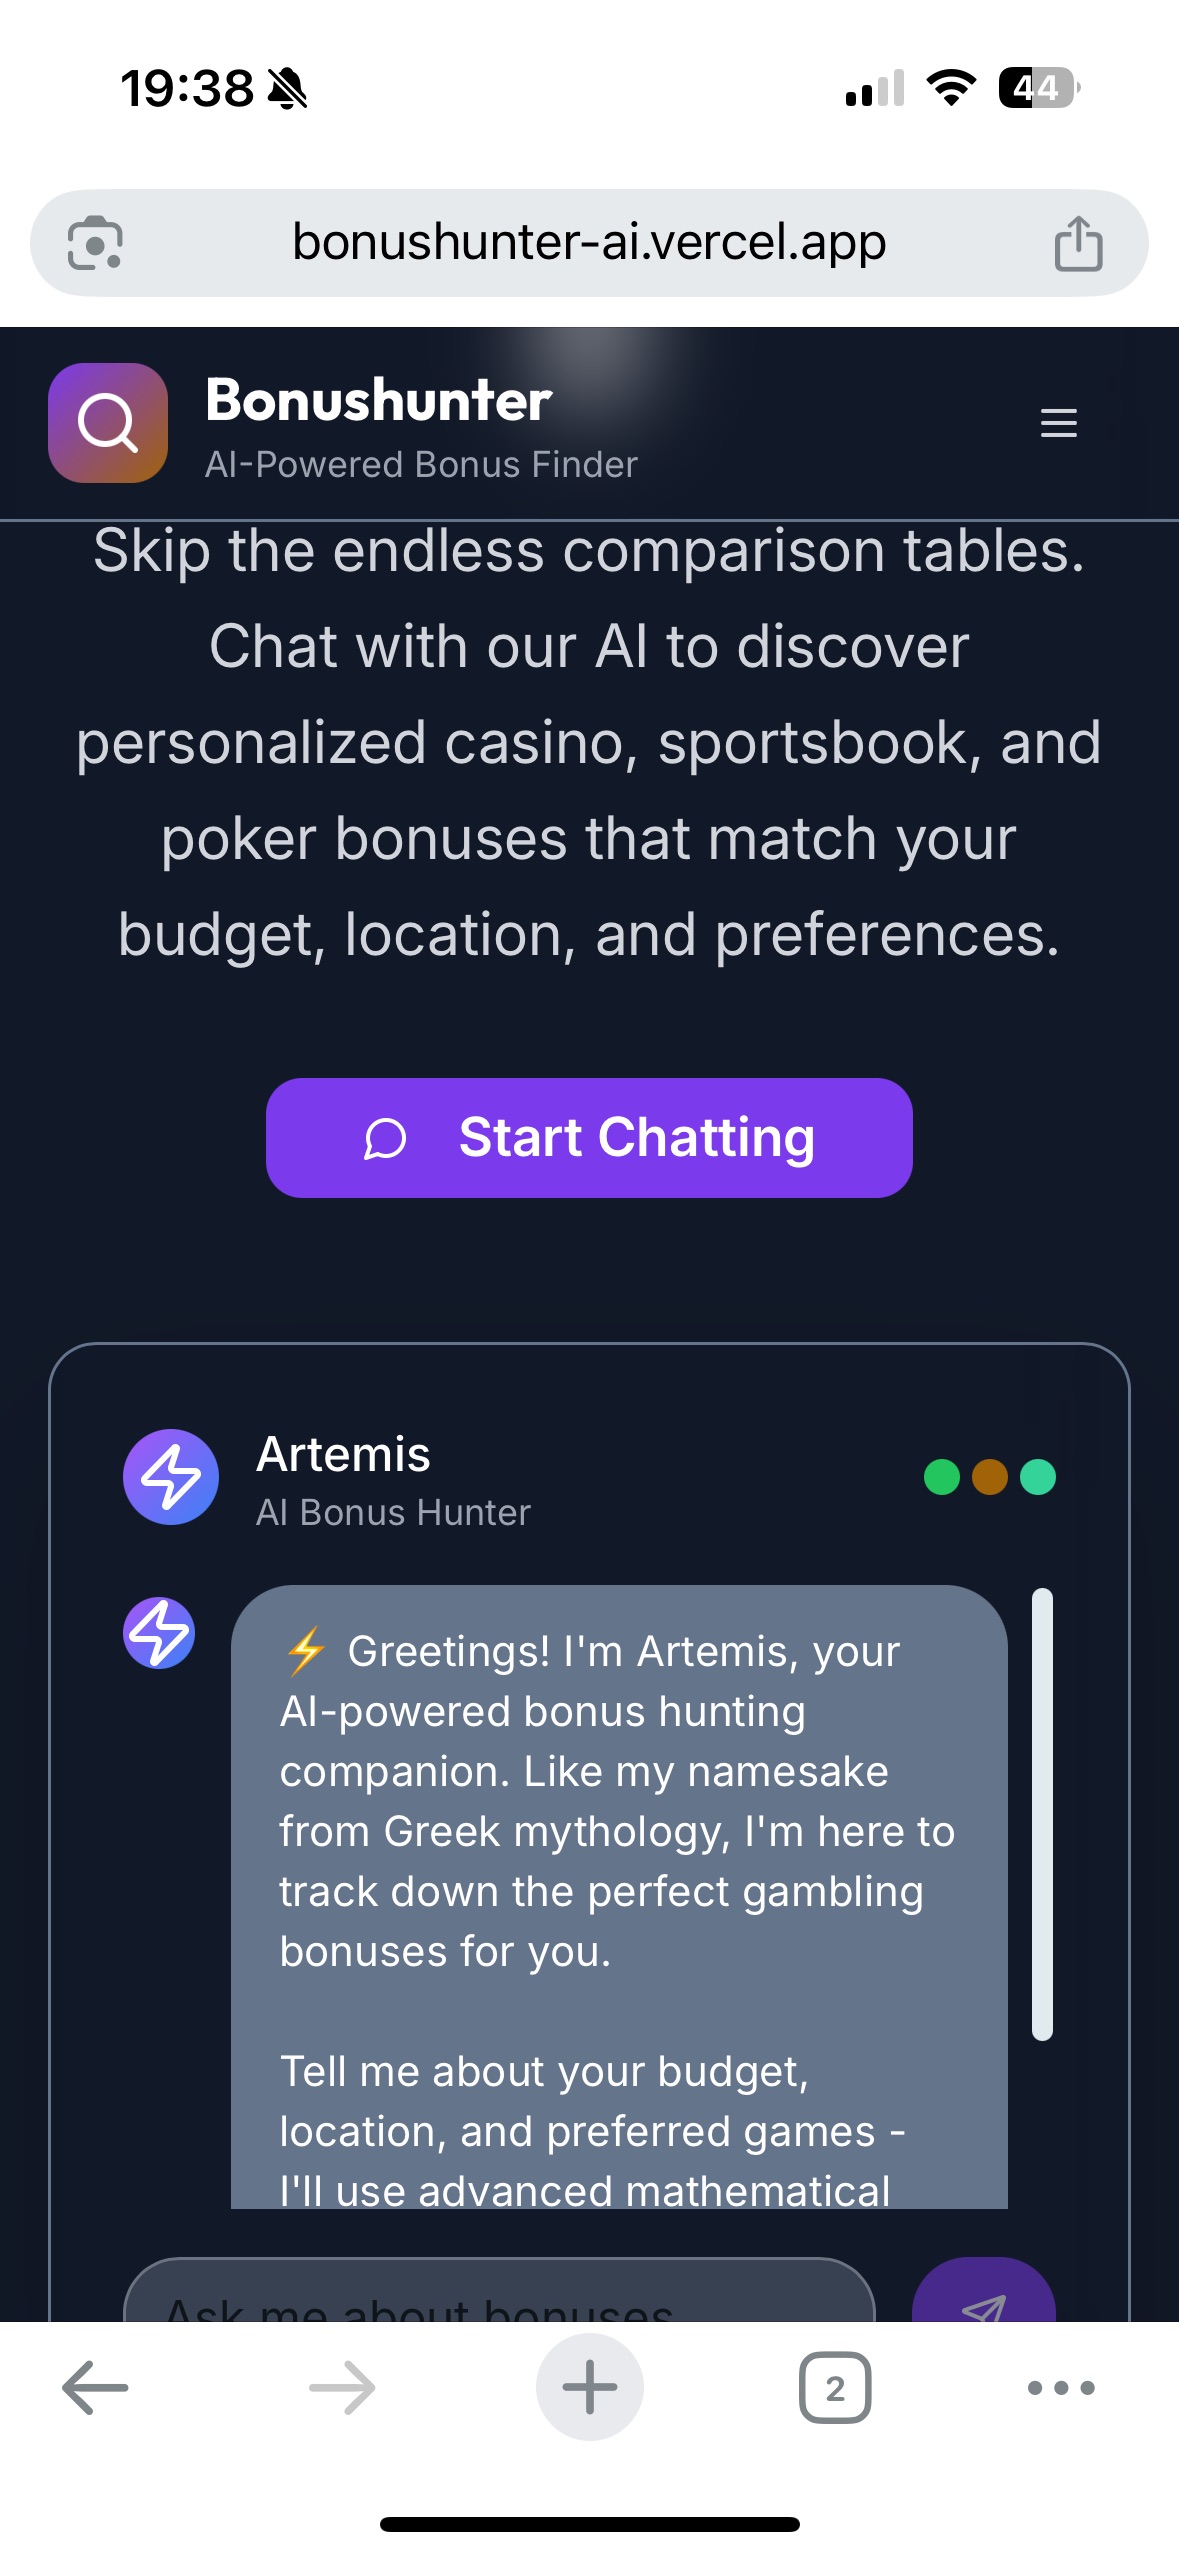 19:38
44
bonushunter-ai.vercel.app
Bonushunter
AI-Powered Bonus Finder
Skip the endless comparison tables.
Chat with our AI to discover
personalized casino, sportsbook, and
poker bonuses that match your
budget, location, and preferences.
Start Chatting
Artemis
AI Bonus Hunter
⚡ Greetings! I'm Artemis, your
AI-powered bonus hunting
companion. Like my namesake
from Greek mythology, I'm here to
track down the perfect gambling
bonuses for you.
Tell me about your budget,
location, and preferred games -
I'll use advanced mathematical
Ask me about bonuses
2